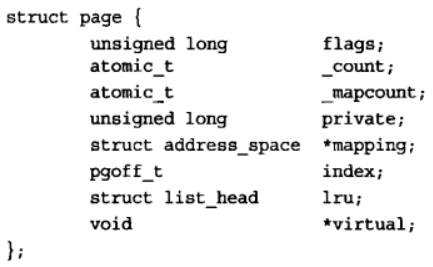 struct page {
unsigned long flags;
atomic_t _count;
atomic_t _mapcount;
unsigned long private;
struct address_space *mapping;
pgoff_t index;
struct list_head lru;
void *virtual;
};